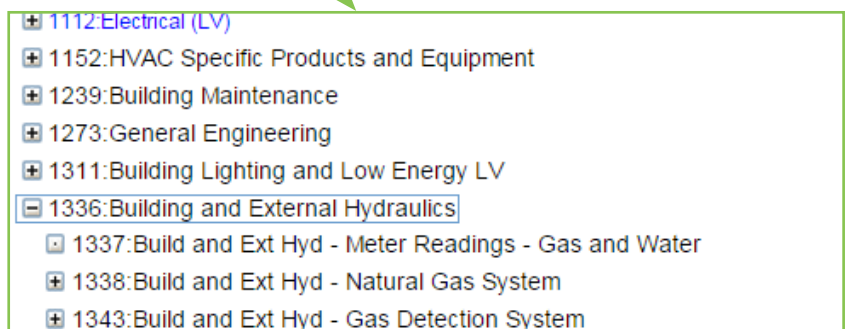 1112:Electrical (LV)
1152:HVAC Specific Products and Equipment
1239:Building Maintenance
1273:General Engineering
1311:Building Lighting and Low Energy LV
1336:Building and External Hydraulics
1337:Build and Ext Hyd - Meter Readings - Gas and Water
1338:Build and Ext Hyd - Natural Gas System
1343:Build and Ext Hyd - Gas Detection System